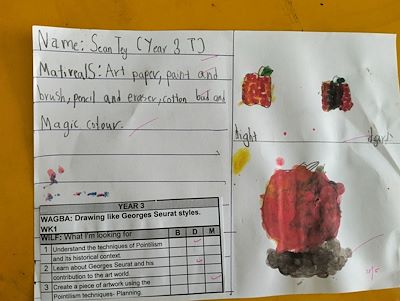 Name: Sean Tey (Year 3 T)
Matireals: Art paper, paint and
brush, pencil and eraser, cotton bud and
Magic colour.
light
dark
YEAR 3
WAGBA: Drawing like Georges Seurat styles.
WK1
WILF: What I'm looking for B D M
1 Understand the techniques of Pointilism
and its historical context.
2 Learn about Georges Seurat and his
contribution to the art world.
3 Create a piece of artwork using the
Pointilism techniques- Planning.